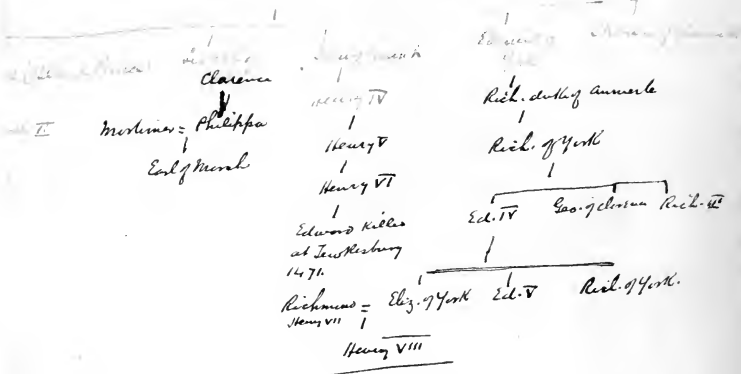 Clarence
Mortimer = Philippa
Earl of March
II
Henry IV
Henry V
Henry VI
Edward killed
at Tewkesbury
1471.
Rich. duke of Aumerle
Rich. of York
Ed. IV Geo. of Clarence Rich. III
Richmond = Eliz. of York Ed. V Rich. of York.
Henry VII
Henry VIII